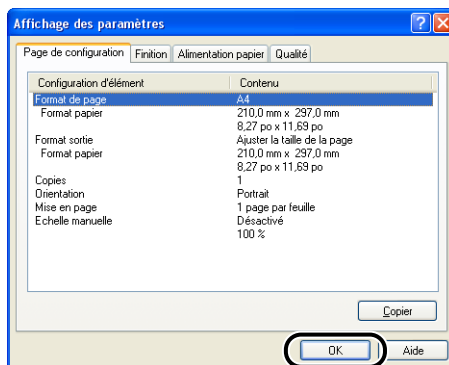 Affichage des paramètres
Page de configuration Finition Alimentation papier Qualité
Configuration d'élément Contenu
Format de page A4
Format papier 210,0 mm x 297,0 mm
8,27 po x 11,69 po
Format sortie Ajuster la taille de la page
Format papier 210,0 mm x 297,0 mm
8,27 po x 11,69 po
Copies 1
Orientation Portrait
Mise en page 1 page par feuille
Echelle manuelle Désactivé
100 %
Copier
OK Aide